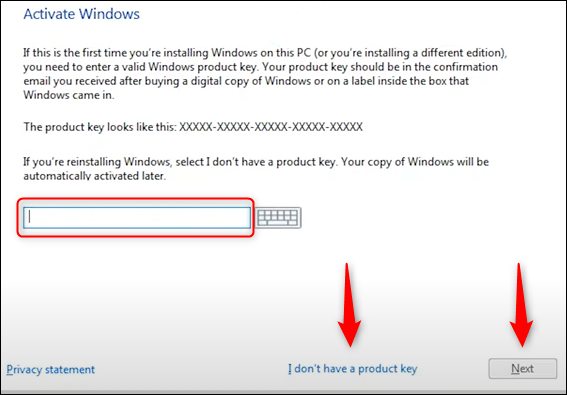 Activate Windows
If this is the first time you're installing Windows on this PC (or you're installing a different edition),
you need to enter a valid Windows product key. Your product key should be in the confirmation
email you received after buying a digital copy of Windows or on a label inside the box that
Windows came in.
The product key looks like this: XXXXX-XXXXX-XXXXX-XXXXX-XXXXX
If you're reinstalling Windows, select I don't have a product key. Your copy of Windows will be
automatically activated later.
Privacy statement
I don't have a product key
Next